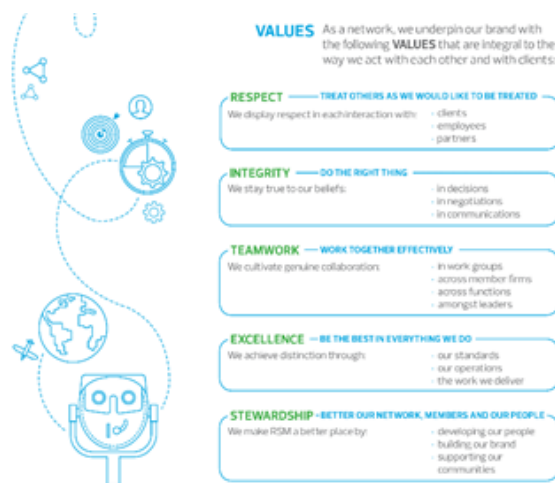 VALUES As a network, we underpin our brand with
the following VALUES that are integral to the
way we act with each other and with clients:
RESPECT TREAT OTHERS AS WE WOULD LIKE TO BE TREATED
We display respect in each interaction with: · clients
· employees
· partners
INTEGRITY DO THE RIGHT THING
We stay true to our beliefs: · in decisions
· in negotiations
· in communications
TEAMWORK WORK TOGETHER EFFECTIVELY
We cultivate genuine collaboration: · in work groups
· across member firms
· across functions
· amongst leaders
EXCELLENCE BE THE BEST IN EVERYTHING WE DO
We achieve distinction through: · our standards
· our operations
· the work we deliver
STEWARDSHIP BETTER OUR NETWORK, MEMBERS AND OUR PEOPLE
We make RSM a better place by: · developing our people
· building our brand
· supporting our
communities